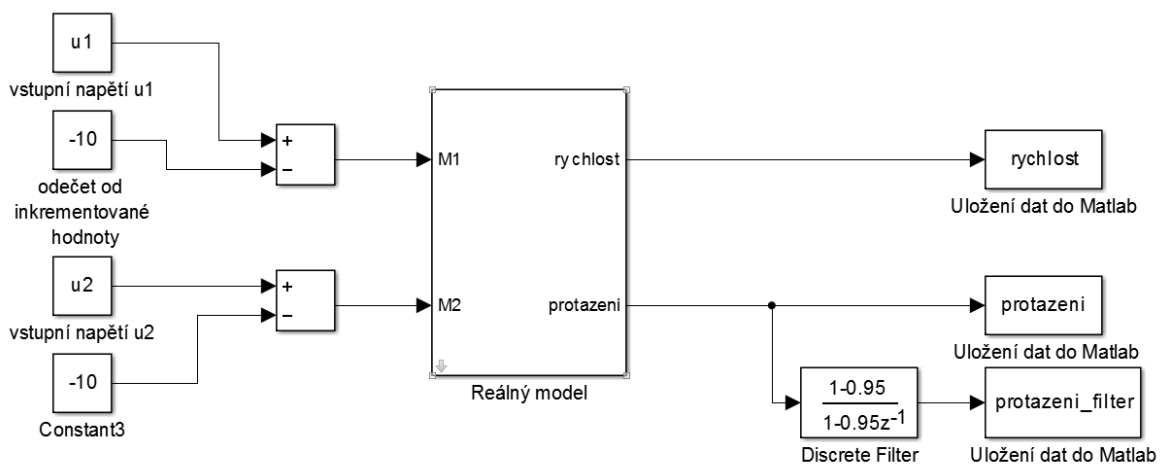 u1
vstupní napětí u1
-10
odečet od
inkrementované
hodnoty
+
−
u2
vstupní napětí u2
-10
Constant3
+
−
M1
rychlost
M2
protazeni
Reálný model
rychlost
Uložení dat do Matlab
protazeni
Uložení dat do Matlab
1-0.95
1-0.95z-1
Discrete Filter
protazeni_filter
Uložení dat do Matlab